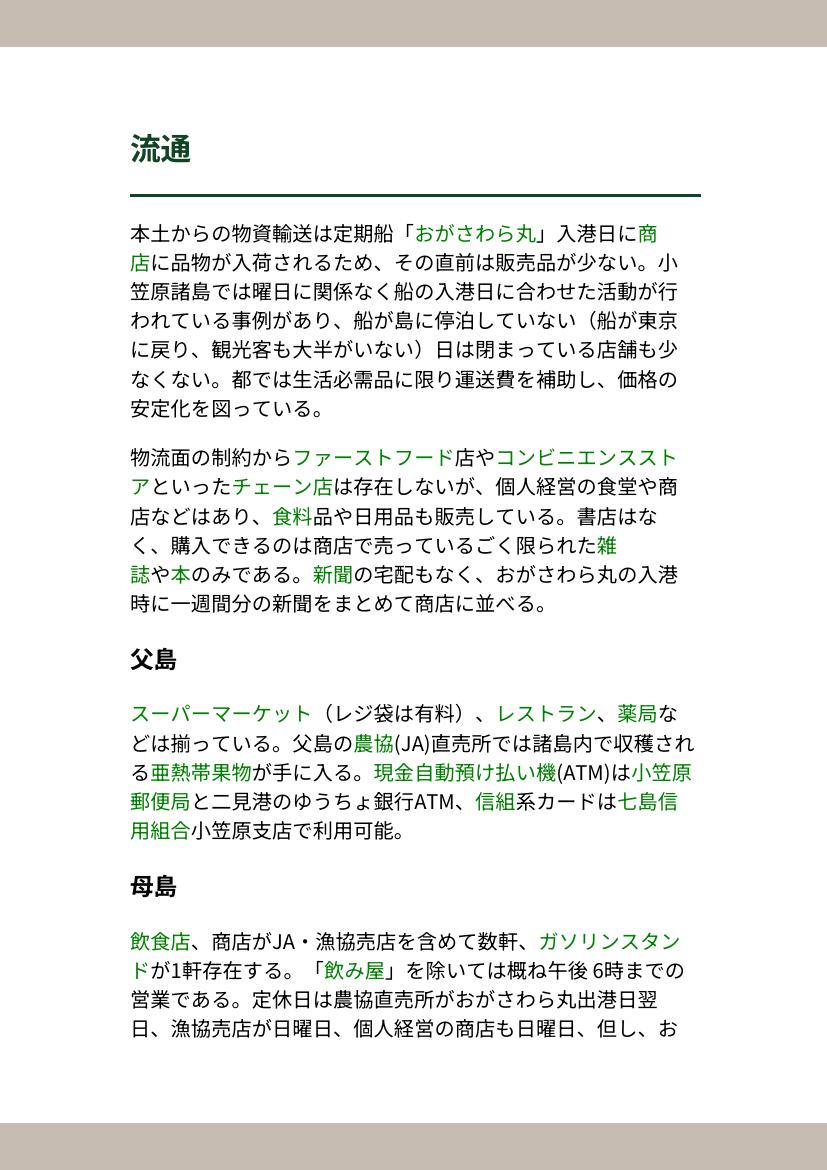 流通
本土からの物資輸送は定期船「おがさわら丸」入港日に商
店に品物が入荷されるため、その直前は販売品が少ない。小
笠原諸島では曜日に関係なく船の入港日に合わせた活動が行
われている事例があり、船が島に停泊していない（船が東京
に戻り、観光客も大半がいない）日は閉まっている店舗も少
なくない。都では生活必需品に限り運送費を補助し、価格の
安定化を図っている。
物流面の制約からファーストフード店やコンビニエンススト
アといったチェーン店は存在しないが、個人経営の食堂や商
店などはあり、食料品や日用品も販売している。書店はな
く、購入できるのは商店で売っているごく限られた雑
誌や本のみである。新聞の宅配もなく、おがさわら丸の入港
時に一週間分の新聞をまとめて商店に並べる。
父島
スーパーマーケット（レジ袋は有料）、レストラン、薬局な
どは揃っている。父島の農協(JA)直売所では諸島内で収穫され
る亜熱帯果物が手に入る。現金自動預け払い機(ATM)は小笠原
郵便局と二見港のゆうちょ銀行ATM、信組系カードは七島信
用組合小笠原支店で利用可能。
母島
飲食店、商店がJA・漁協売店を含めて数軒、ガソリンスタン
ドが1軒存在する。「飲み屋」を除いては概ね午後 6時までの
営業である。定休日は農協直売所がおがさわら丸出港日翌
日、漁協売店が日曜日、個人経営の商店も日曜日、但し、お